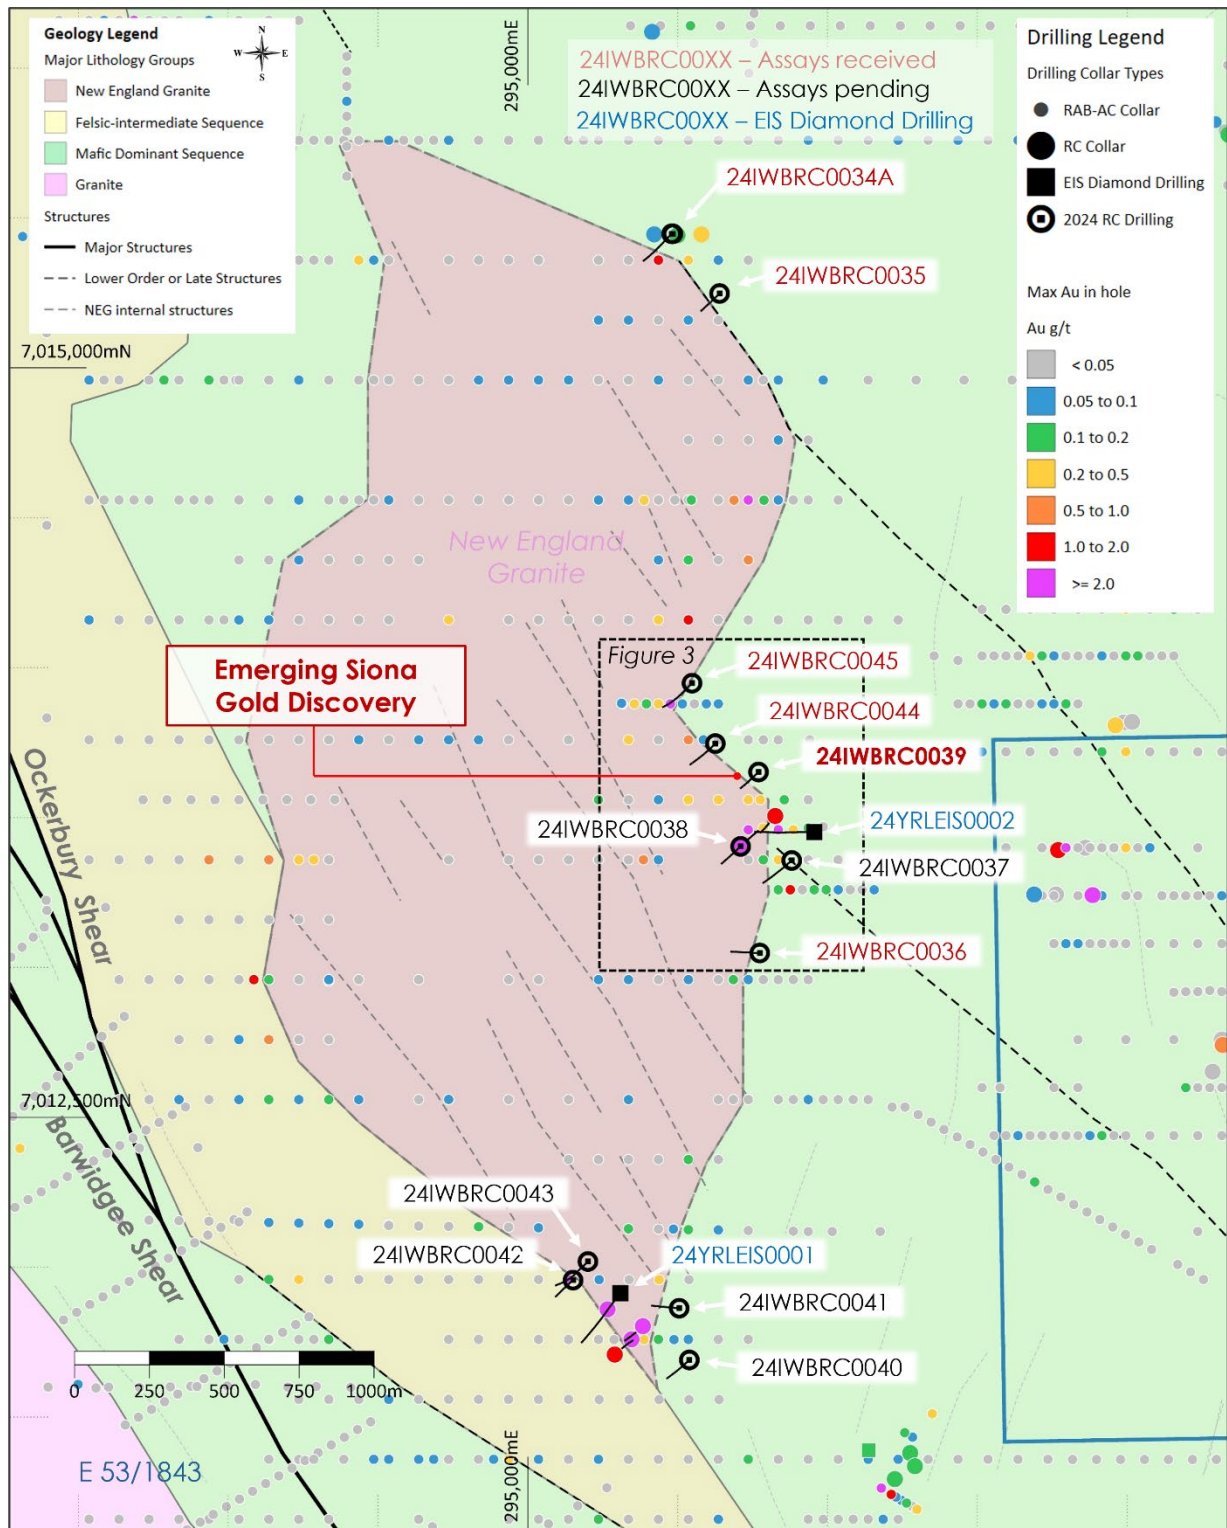 Geology Legend
Major Lithology Groups
N
W E
S
New England Granite
Felsic-intermediate Sequence
Mafic Dominant Sequence
Granite
Structures
Major Structures
Lower Order or Late Structures
NEG internal structures
295,000mE
24IWBRC00XX – Assays received
24IWBRC00XX – Assays pending
24IWBRC00XX – EIS Diamond Drilling
Drilling Legend
Drilling Collar Types
RAB-AC Collar
RC Collar
EIS Diamond Drilling
2024 RC Drilling
Max Au in hole
Au g/t
< 0.05
0.05 to 0.1
0.1 to 0.2
0.2 to 0.5
0.5 to 1.0
1.0 to 2.0
>= 2.0
24IWBRC0034A
24IWBRC0035
7,015,000mN
New England
Granite
Figure 3
24IWBRC0045
Emerging Siona
Gold Discovery
24IWBRC0044
24IWBRC0039
24IWBRC0038
24YRLEIS0002
24IWBRC0037
24IWBRC0036
Ockerbury Shear
7,012,500mN
Barwidgee Shear
24IWBRC0043
24IWBRC0042
24YRLEIS0001
24IWBRC0041
24IWBRC0040
0 250 500 750 1000m
295,000mE
E 53/1843